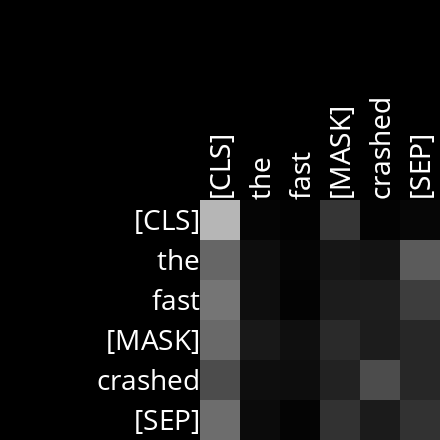 [CLS] the fast [MASK] crashed [SEP]
[CLS]
the
fast
[MASK]
crashed
[SEP]